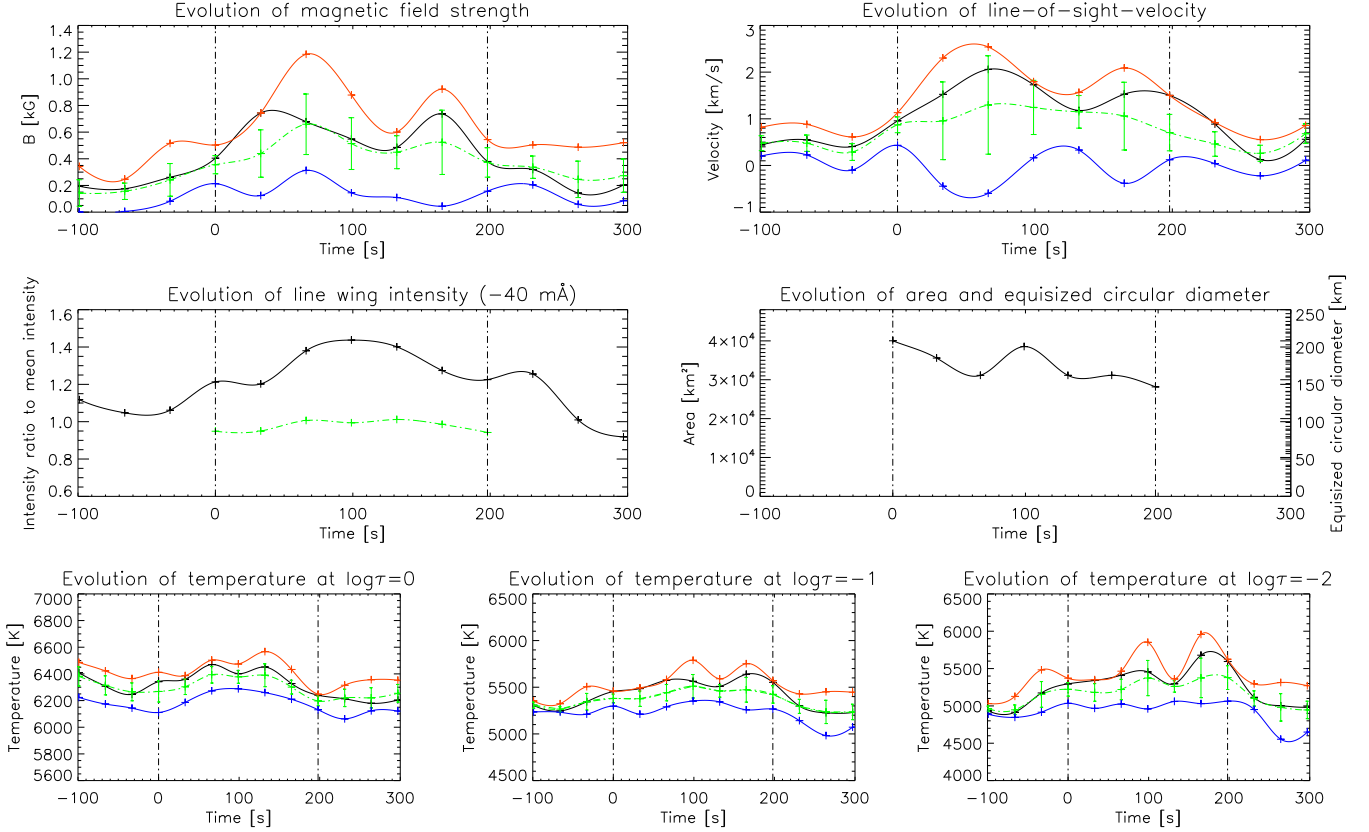 Evolution of magnetic field strength
B [kG]
1.4
1.2
1.0
0.8
0.6
0.4
0.2
0.0
-100 0 100 200 300
Time [s]
Evolution of line-of-sight-velocity
Velocity [km/s]
3
2
1
0
-1
-100 0 100 200 300
Time [s]
Evolution of line wing intensity (-40 mÅ)
Intensity ratio to mean intensity
1.6
1.4
1.2
1.0
0.8
0.6
-100 0 100 200 300
Time [s]
Evolution of area and equisized circular diameter
Area [km²]
4×10⁴
3×10⁴
2×10⁴
1×10⁴
0
Equisized circular diameter [km]
250
200
150
100
50
0
-100 0 100 200 300
Time [s]
Evolution of temperature at logτ=0
Temperature [K]
7000
6800
6600
6400
6200
6000
5800
5600
-100 0 100 200 300
Time [s]
Evolution of temperature at logτ=-1
Temperature [K]
6500
6000
5500
5000
4500
-100 0 100 200 300
Time [s]
Evolution of temperature at logτ=-2
Temperature [K]
6500
6000
5500
5000
4500
4000
-100 0 100 200 300
Time [s]